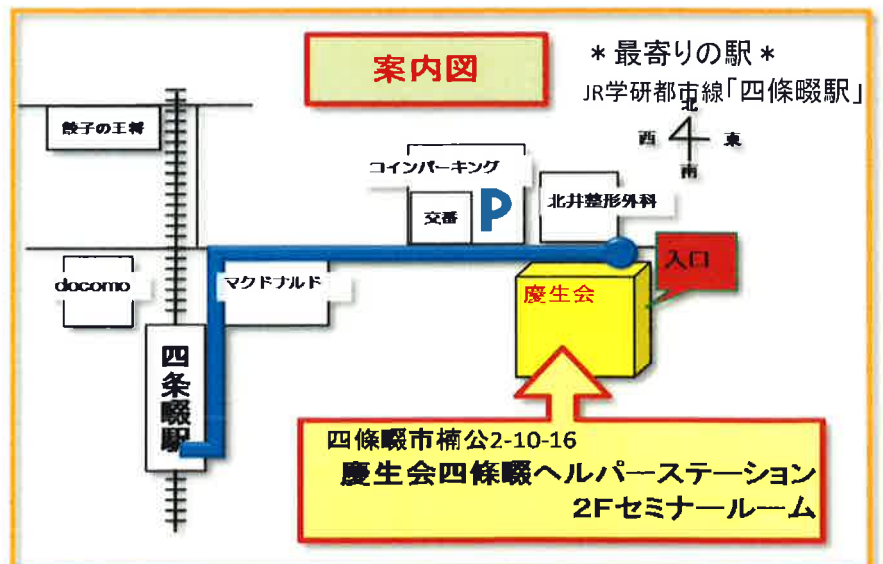 案内図
＊最寄りの駅＊
JR学研都市線「四條畷駅」
北
西
東
南
餃子の王将
コインパーキング
交番
P
北井整形外科
入口
docomo
マクドナルド
慶生会
四条畷駅
四條畷市楠公2-10-16
慶生会四條畷ヘルパーステーション
2Fセミナールーム